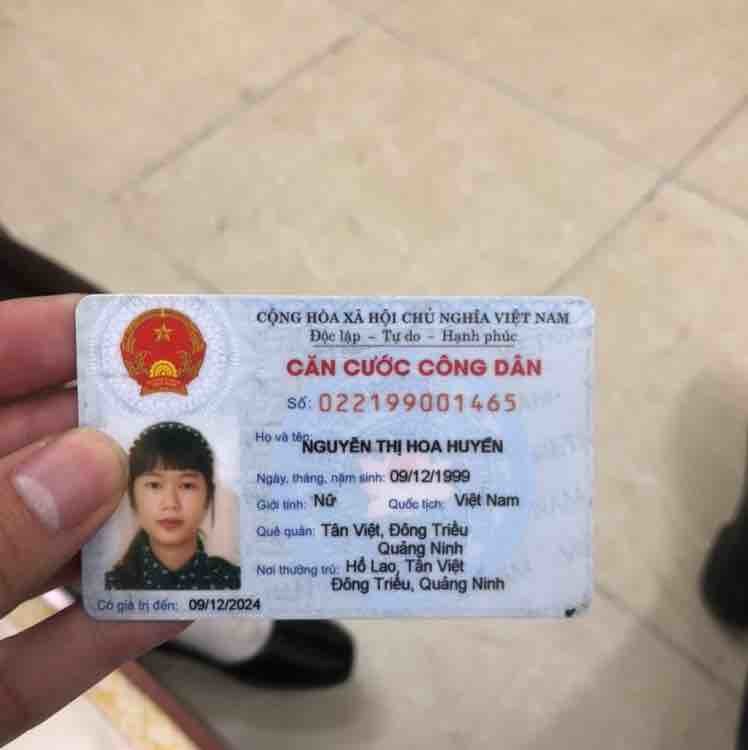 CỘNG HÒA XÃ HỘI CHỦ NGHĨA VIỆT NAM
Độc lập – Tự do – Hạnh phúc
CĂN CƯỚC CÔNG DÂN
Số: 022199001465
Họ và tên: NGUYỄN THỊ HOA HUYỀN
Ngày, tháng, năm sinh: 09/12/1999
Giới tính: Nữ Quốc tịch: Việt Nam
Quê quán: Tân Việt, Đông Triều
Quảng Ninh
Nơi thường trú: Hổ Lao, Tân Việt
Đông Triều, Quảng Ninh
Có giá trị đến: 09/12/2024